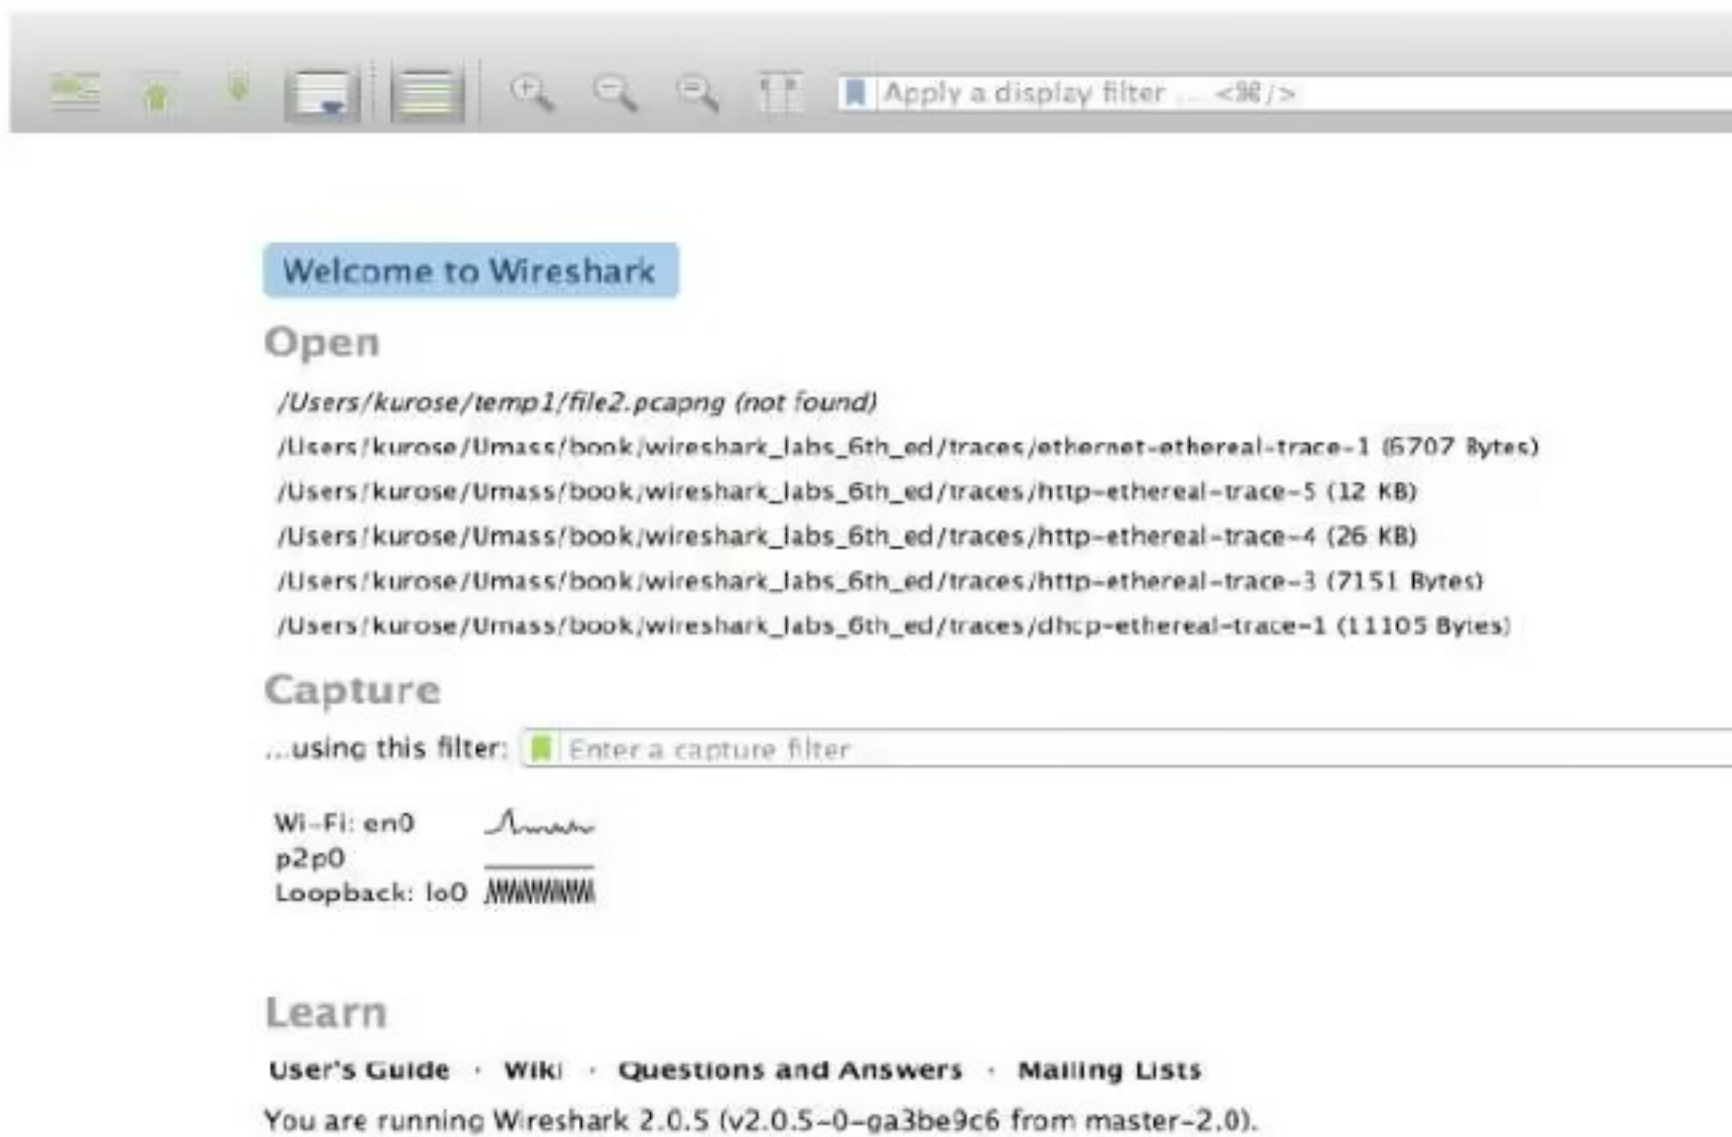 Apply a display filter ... <⌘/>
Welcome to Wireshark
Open
/Users/kurose/temp1/file2.pcapng (not found)
/Users/kurose/Umass/book/wireshark_labs_6th_ed/traces/ethernet-ethereal-trace-1 (6707 Bytes)
/Users/kurose/Umass/book/wireshark_labs_6th_ed/traces/http-ethereal-trace-5 (12 KB)
/Users/kurose/Umass/book/wireshark_labs_6th_ed/traces/http-ethereal-trace-4 (26 KB)
/Users/kurose/Umass/book/wireshark_labs_6th_ed/traces/http-ethereal-trace-3 (7151 Bytes)
/Users/kurose/Umass/book/wireshark_labs_6th_ed/traces/dhcp-ethereal-trace-1 (11105 Bytes)
Capture
...using this filter: Enter a capture filter
Wi-Fi: en0
p2p0
Loopback: lo0
Learn
User's Guide · Wiki · Questions and Answers · Mailing Lists
You are running Wireshark 2.0.5 (v2.0.5-0-ga3be9c6 from master-2.0).